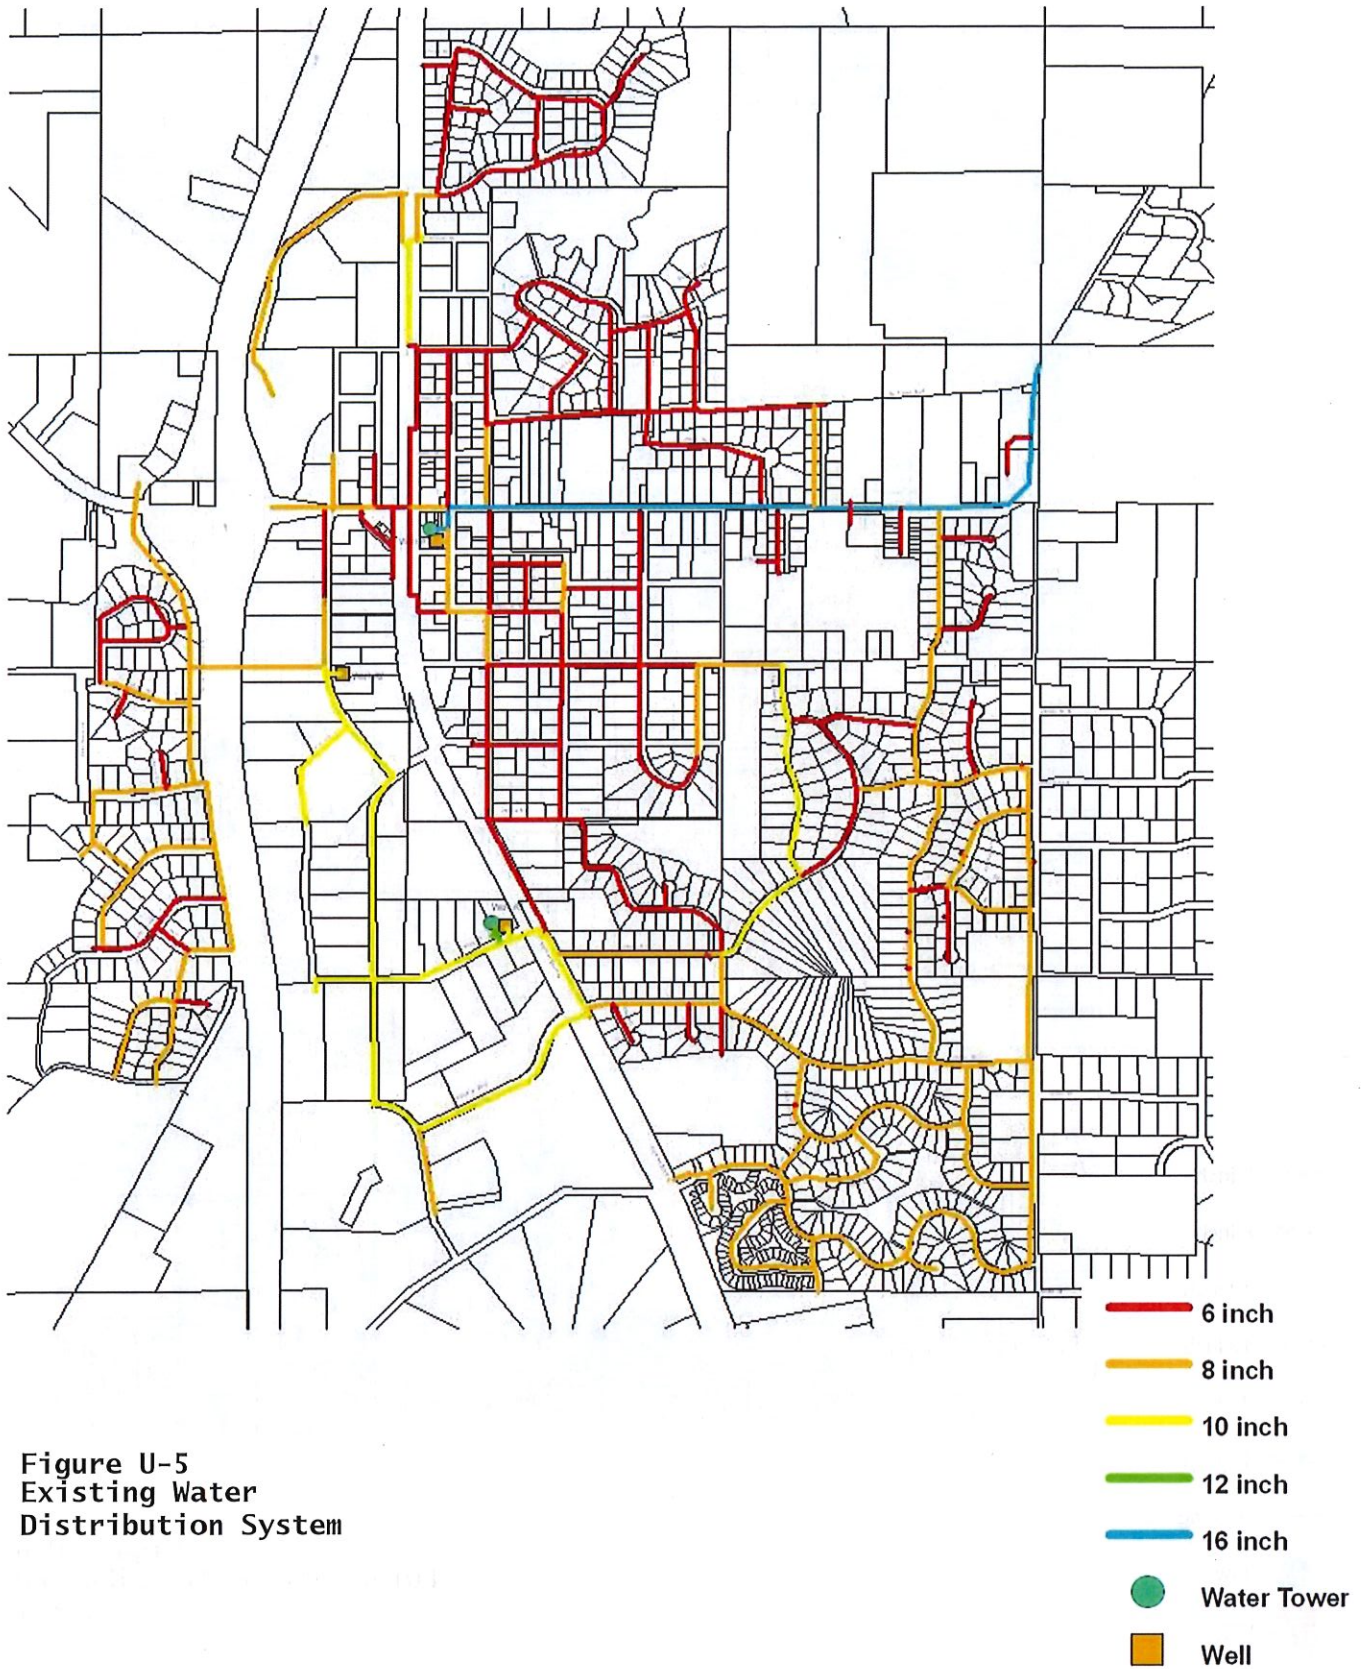 6 inch
8 inch
10 inch
12 inch
16 inch
Water Tower
Well
Figure U-5
Existing Water
Distribution System